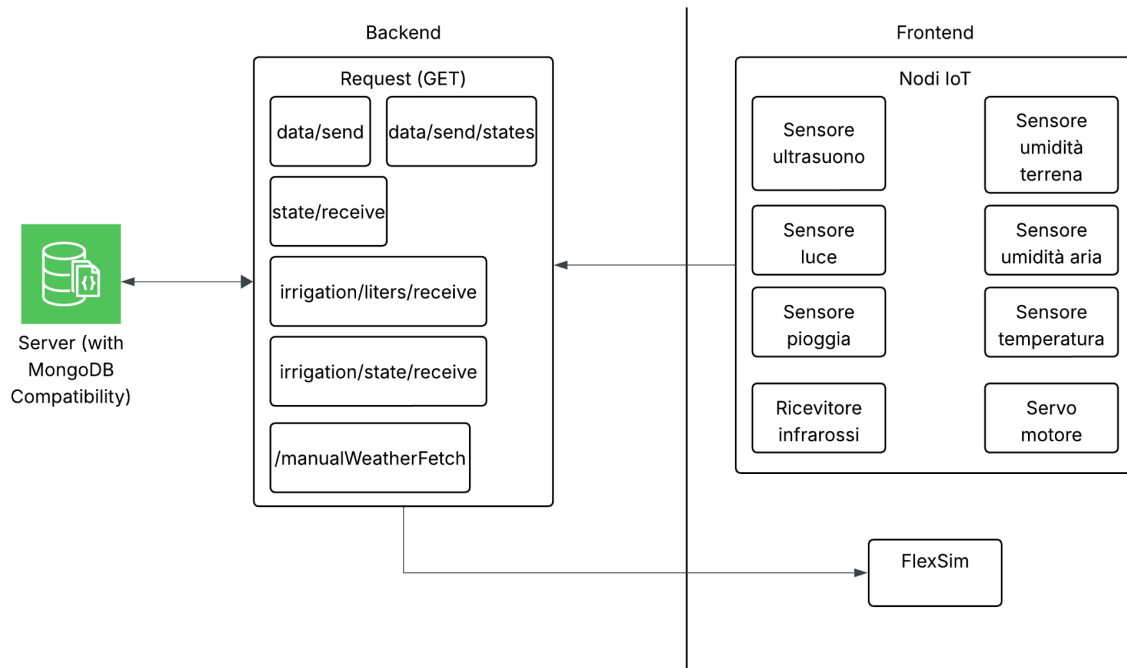 Backend
Frontend
Request (GET)
data/send
data/send/states
state/receive
irrigation/liters/receive
irrigation/state/receive
/manualWeatherFetch
Server (with
MongoDB
Compatibility)
Nodi IoT
Sensore
ultrasuono
Sensore
umidità
terrena
Sensore
luce
Sensore
umidità aria
Sensore
pioggia
Sensore
temperatura
Ricevitore
infrarossi
Servo
motore
FlexSim